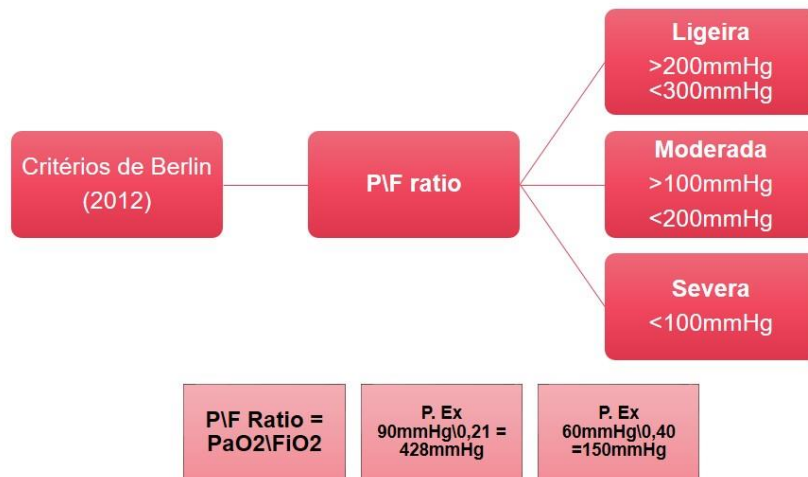 Critérios de Berlin
(2012)
P\F ratio
Ligeira
>200mmHg
<300mmHg
Moderada
>100mmHg
<200mmHg
Severa
<100mmHg
P\F Ratio =
PaO2\FiO2
P. Ex
90mmHg\0,21 =
428mmHg
P. Ex
60mmHg\0,40
=150mmHg